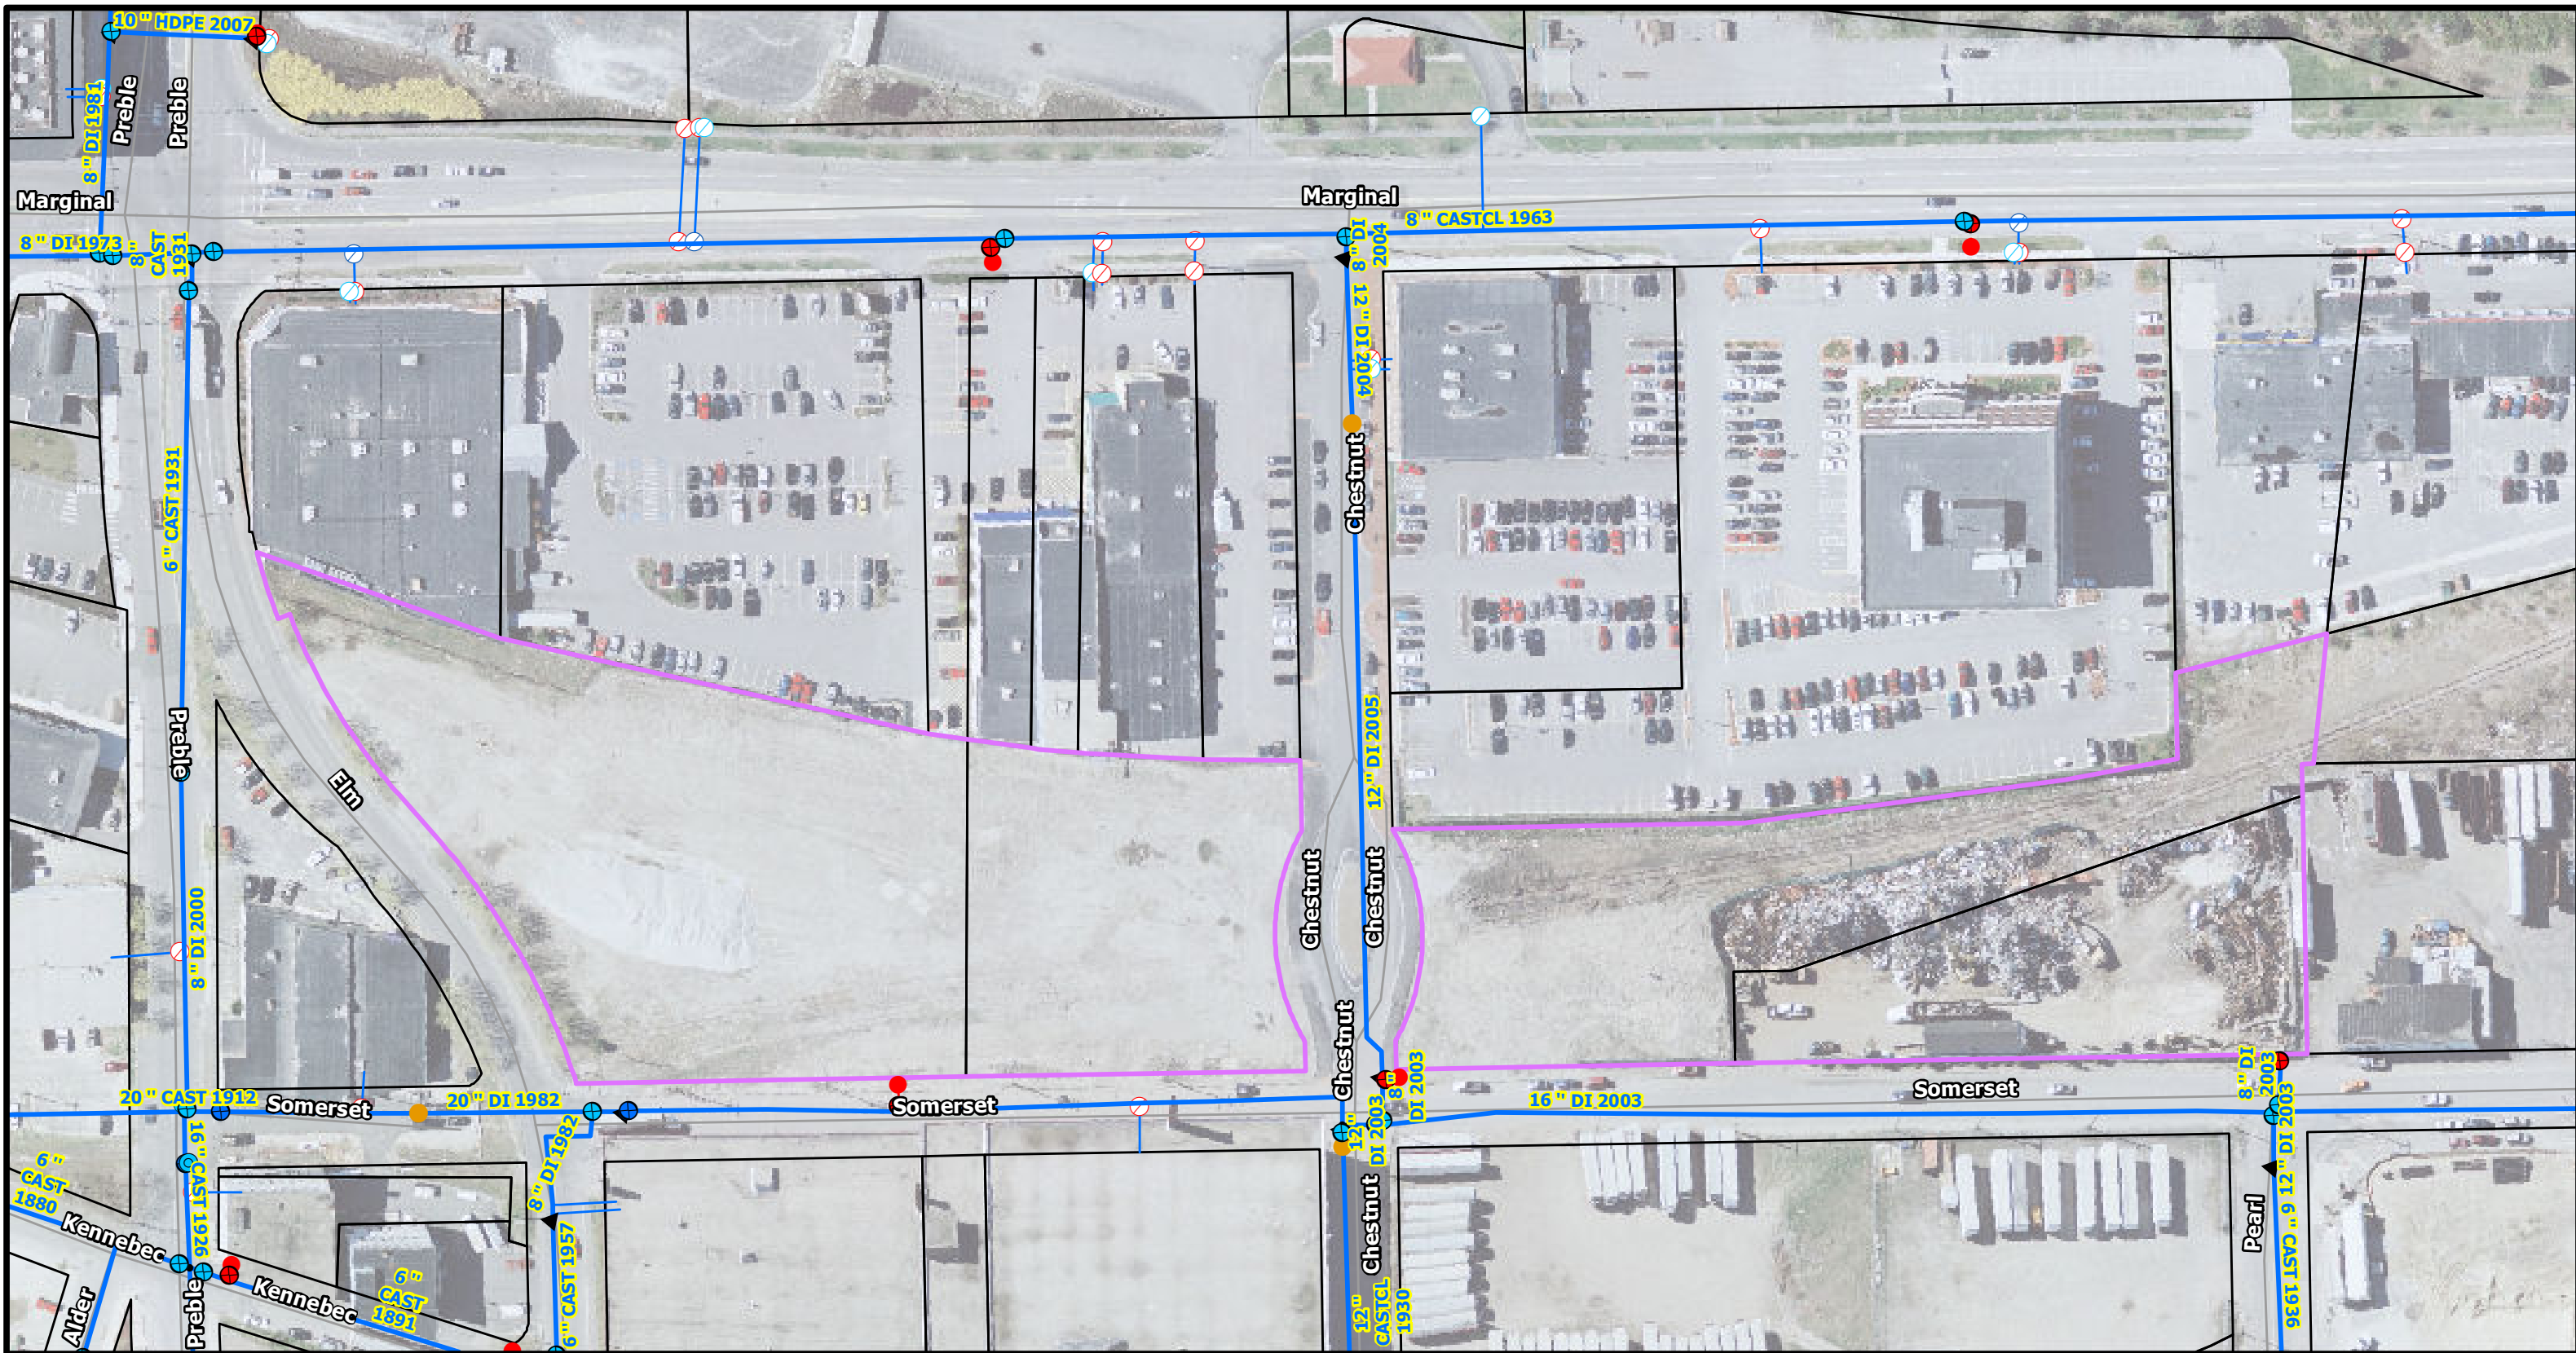 10 " HDPE 2007
8 " DI 1981
Preble
Preble
Marginal
Marginal
8 " CASTCL 1963
8 " DI 1973
8 "
CAST
1931
8 " DI
2004
12 " DI 2004
Chestnut
6 " CAST 1931
Preble
Elm
12 " DI 2005
Chestnut
Chestnut
8 " DI 2000
Chestnut
20 " CAST 1912
Somerset
20 " DI 1982
Somerset
8 "
DI 2003
16 " DI 2003
Somerset
8 " DI
2003
12 "
DI 2003
12 " DI 2003
8 " DI 1982
16 " CAST 1926
6 "
CAST
1880
Kennebec
Kennebec
6 "
CAST
1891
Alder
Preble
6 " CAST 1957
Chestnut
12 "
CASTCL
1930
Pearl
6 " CAST 1936